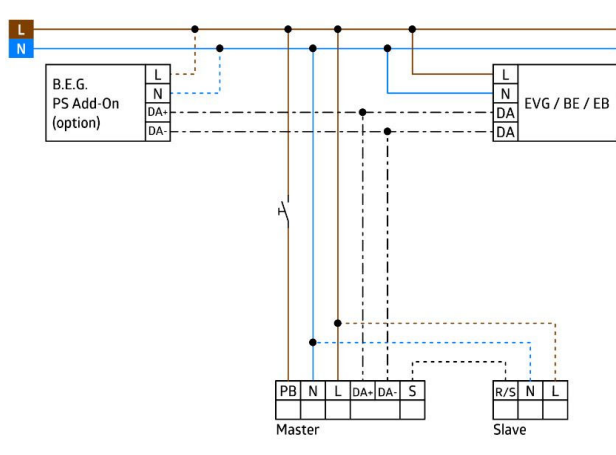 L
N
B.E.G.
PS Add-On
(option)
L
N
DA+
DA-
L
N
DA
DA
EVG / BE / EB
PB N L DA+ DA- S
Master
R/S N L
Slave